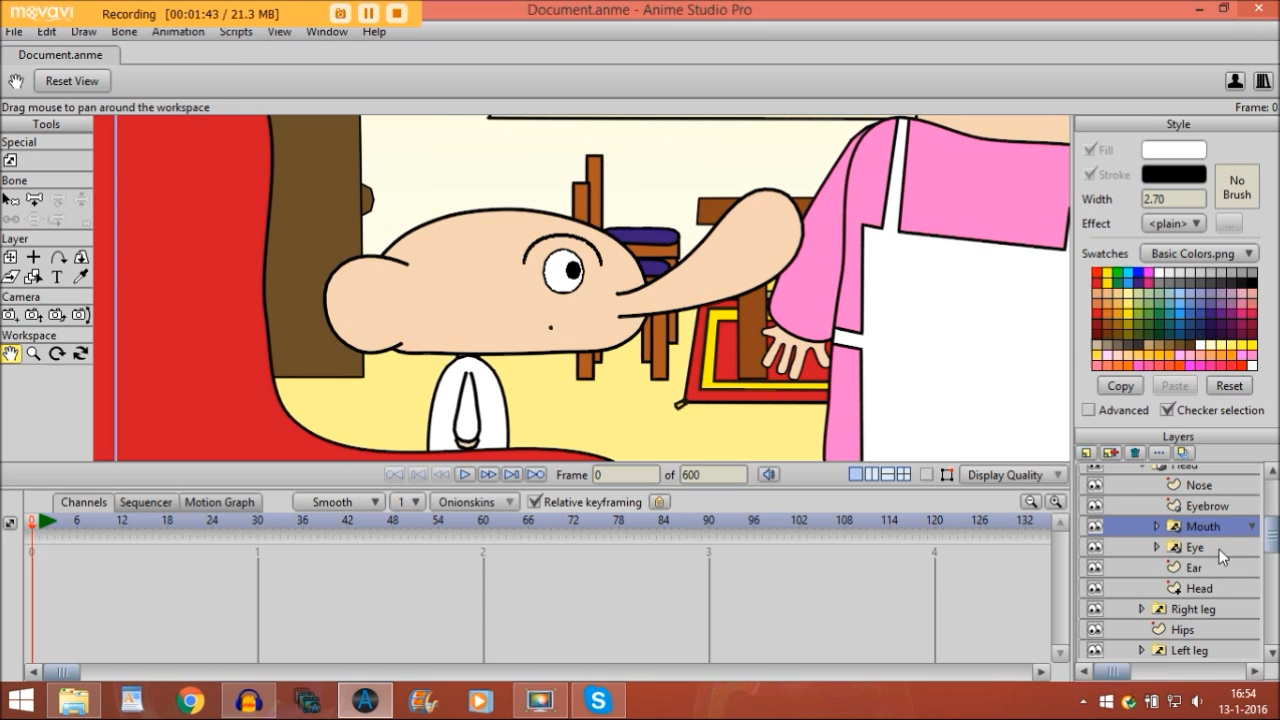 movavi Recording [00:01:43 / 21.3 MB] Document.anme - Anime Studio Pro
File Edit Draw Bone Animation Scripts View Window Help
Document.anme
Reset View
Drag mouse to pan around the workspace Frame: 0
Tools Style
Special
Fill
Stroke No Brush
Bone
Width 2.70
Effect <plain> ...
Layer
Swatches Basic Colors.png
T
Camera
Workspace
Copy Paste Reset
Advanced Checker selection
Layers
Frame 0 of 600 Display Quality
Head
Nose
Channels Sequencer Motion Graph Smooth 1 Onionskins Relative keyframing
Eyebrow
0 6 12 18 24 30 36 42 48 54 60 66 72 78 84 90 96 102 108 114 120 126 132
Mouth
0 1 2 3 4
Eye
Ear
Head
Right leg
Hips
Left leg
16:54
13-1-2016